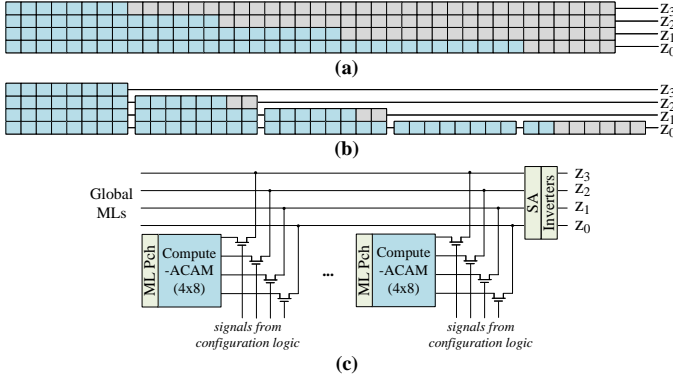 Z3
Z2
Z1
Z0
(a)
Z3
Z2
Z1
Z0
(b)
Global
MLs
Z3
Z2
Z1
Z0
SA
Inverters
ML Pch
Compute
-ACAM
(4x8)
...
ML Pch
Compute
-ACAM
(4x8)
signals from
configuration logic
signals from
configuration logic
(c)